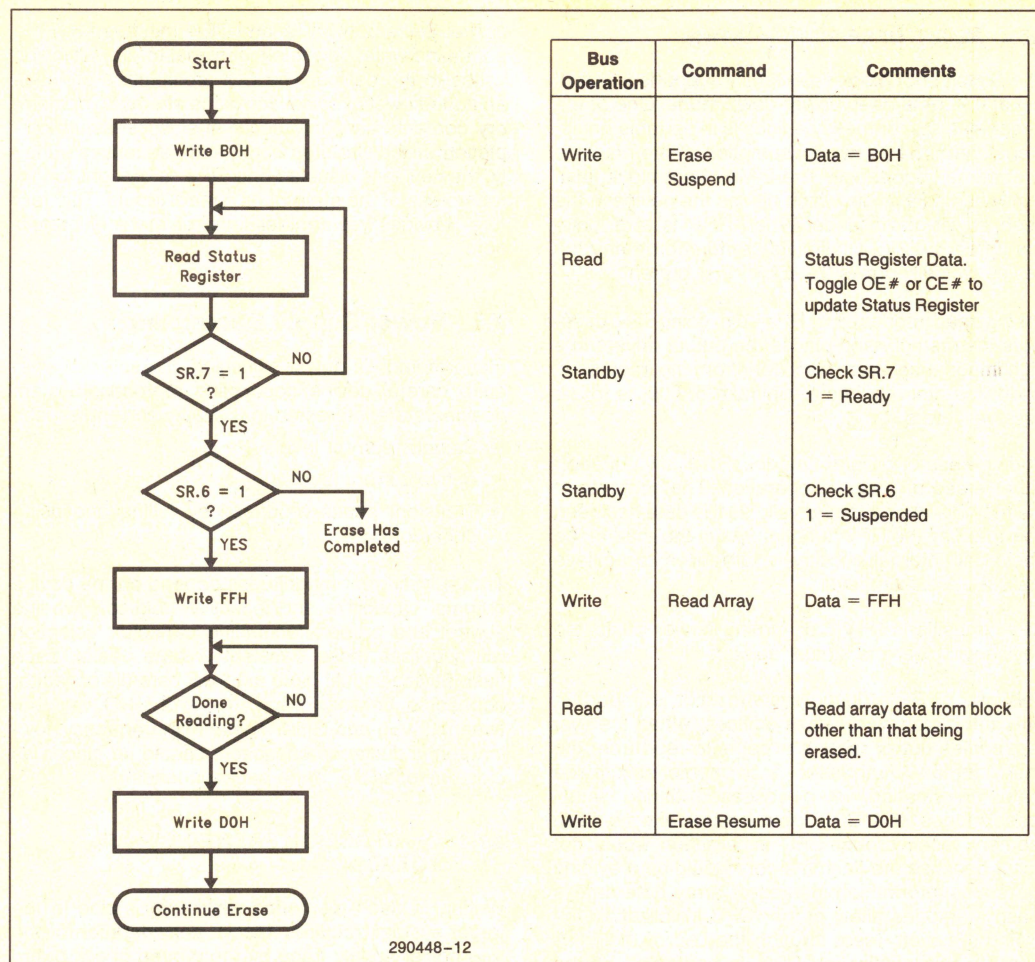 Start
Write B0H
Read Status
Register
SR.7 = 1
?
NO
YES
SR.6 = 1
?
NO
Erase Has
Completed
YES
Write FFH
Done
Reading?
NO
YES
Write D0H
Continue Erase
290448-12
Bus
Operation
Command
Comments
Write
Erase
Suspend
Data = B0H
Read
Status Register Data.
Toggle OE# or CE# to
update Status Register
Standby
Check SR.7
1 = Ready
Standby
Check SR.6
1 = Suspended
Write
Read Array
Data = FFH
Read
Read array data from block
other than that being
erased.
Write
Erase Resume
Data = D0H